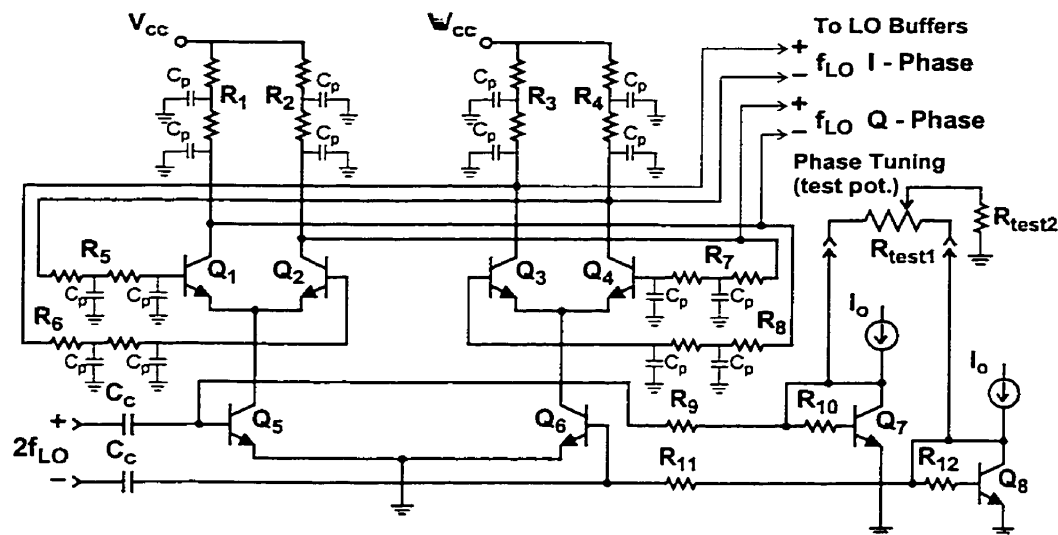 Vcc Vcc To LO Buffers
+
Cp R1 R2 Cp Cp R3 R4 Cp fLO I - Phase
−
+
Cp Cp Cp Cp fLO Q - Phase
−
Phase Tuning
(test pot.)
Rtest1 Rtest2
R5 Q1 Q2 Q3 Q4 R7
Cp Cp Cp Cp
R6 R8
Cp Cp Cp Cp
Io
Io
Cc R9 R10
+ Q5 Q6 Q7
2fLO Cc R11 R12
− Q8